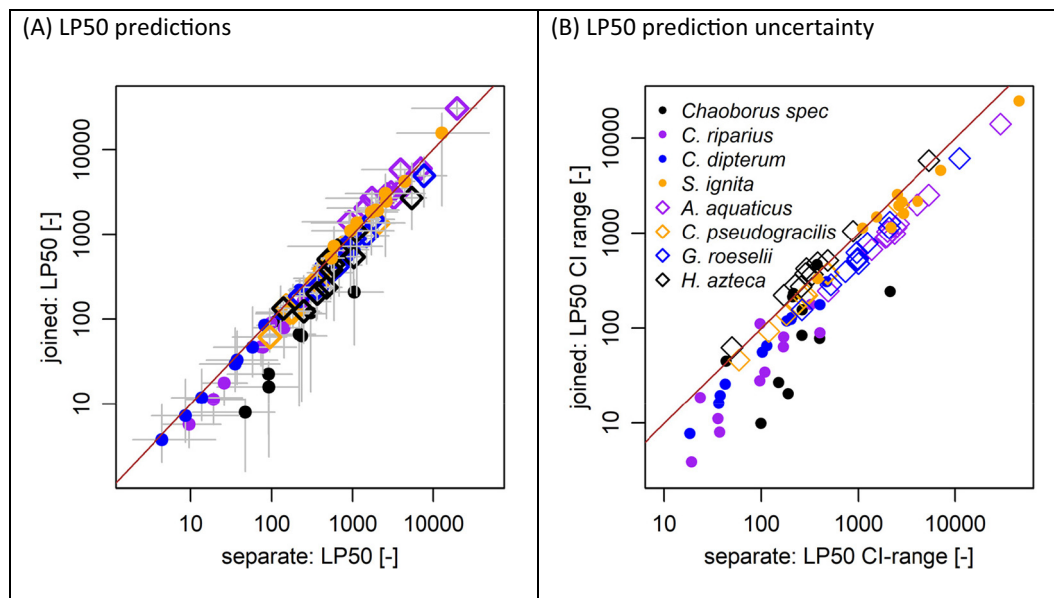 (A) LP50 predictions
joined: LP50 [-]
10000
1000
100
10
10
100
1000
10000
separate: LP50 [-]
(B) LP50 prediction uncertainty
joined: LP50 CI range [-]
10000
1000
100
10
Chaoborus spec
C. riparius
C. dipterum
S. ignita
A. aquaticus
C. pseudogracilis
G. roeselii
H. azteca
10
100
1000
10000
separate: LP50 CI-range [-]